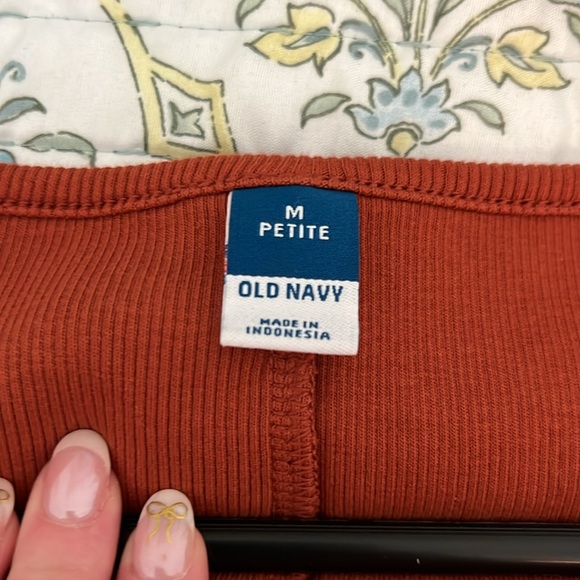 M
PETITE
OLD NAVY
MADE IN
INDONESIA